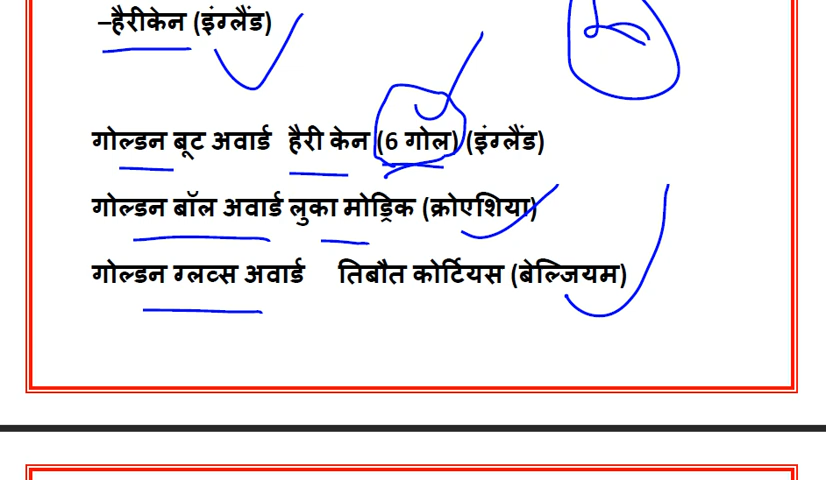 –हैरीकेन (इंग्लैंड)
गोल्डन बूट अवार्ड हैरी केन (6 गोल) (इंग्लैंड)
गोल्डन बॉल अवार्ड लुका मोड्रिक (क्रोएशिया)
गोल्डन ग्लव्स अवार्ड तिबौत कोर्टियस (बेल्जियम)